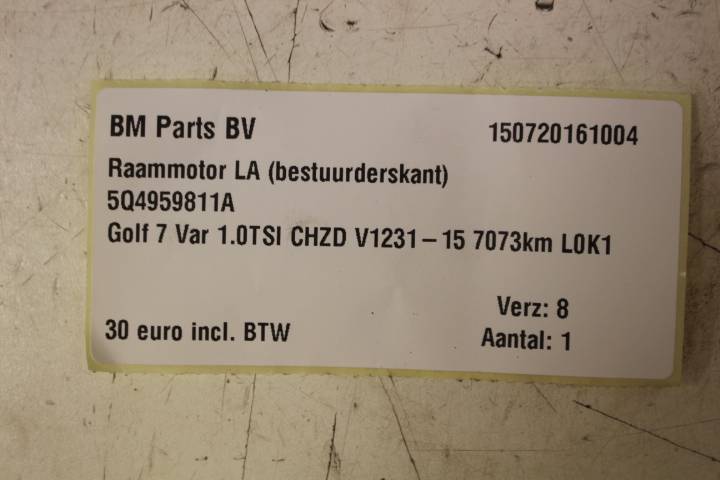 BM Parts BV 150720161004
Raammotor LA (bestuurderskant)
5Q4959811A
Golf 7 Var 1.0TSI CHZD V1231-15 7073km L0K1
Verz: 8
30 euro incl. BTW Aantal: 1